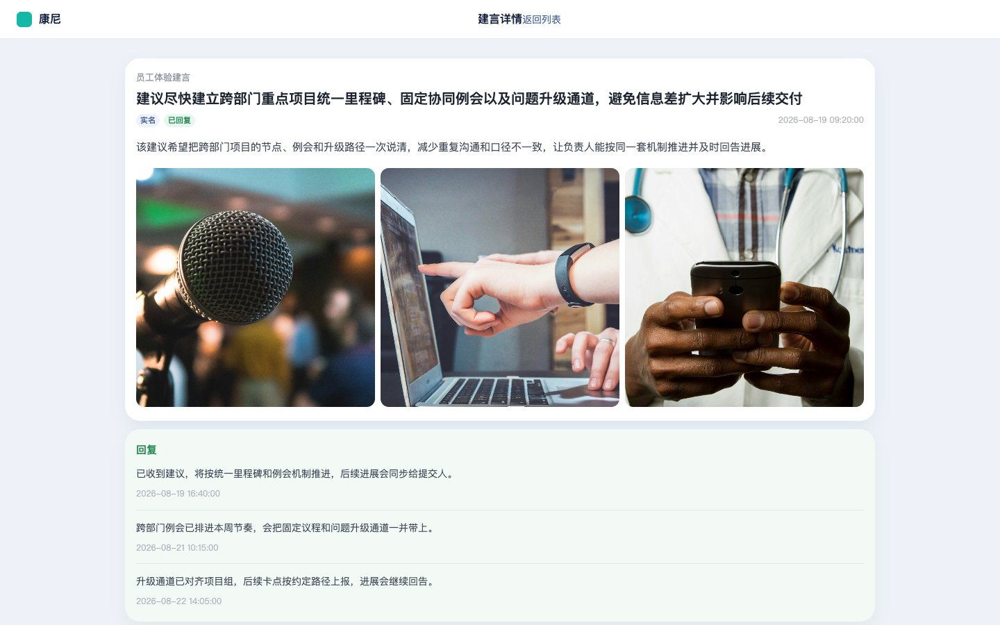 康尼
建言详情返回列表
员工体验建言
建议尽快建立跨部门重点项目统一里程碑、固定协同例会以及问题升级通道，避免信息差扩大并影响后续交付
实名 已回复 2026-08-19 09:20:00
该建议希望把跨部门项目的节点、例会和升级路径一次说清，减少重复沟通和口径不一致，让负责人能按同一套机制推进并及时回告进展。
回复
已收到建议，将按统一里程碑和例会机制推进，后续进展会同步给提交人。
2026-08-19 16:40:00
跨部门例会已排进本周节奏，会把固定议程和问题升级通道一并带上。
2026-08-21 10:15:00
升级通道已对齐项目组，后续卡点按约定路径上报，进展会继续回告。
2026-08-22 14:05:00